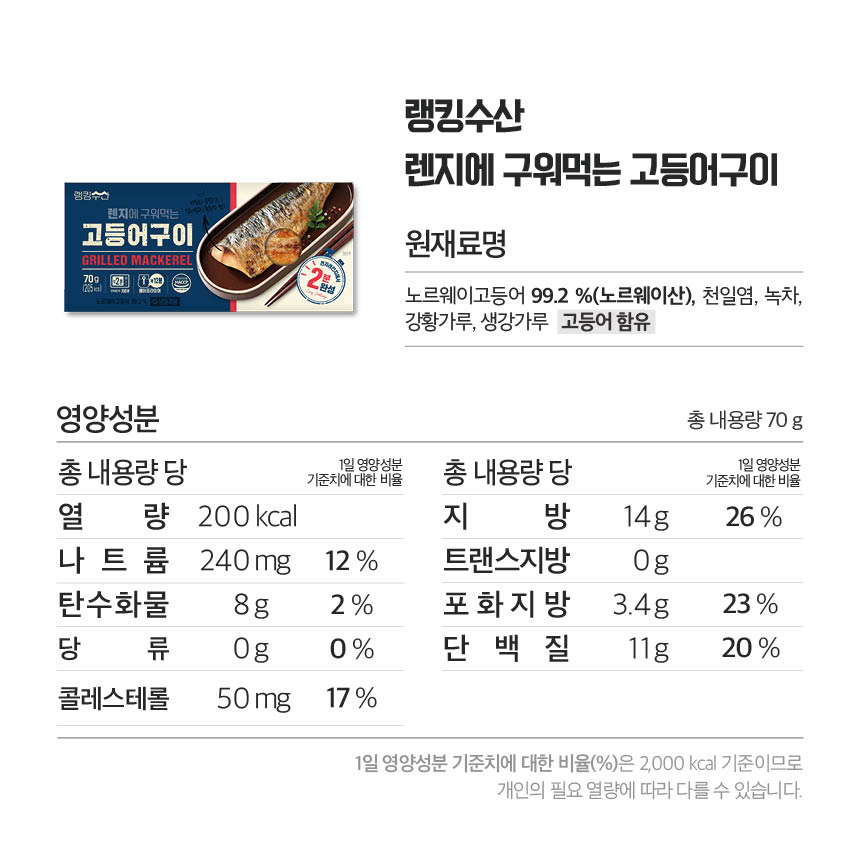 랭킹수산
렌지에 구워먹는 고등어구이
랭킹수산
렌지에 구워먹는
고등어구이
GRILLED MACKEREL
70g
HACCP
2분
완성
노르웨이고등어 99.2 %
원재료명
노르웨이고등어 99.2 %(노르웨이산), 천일염, 녹차,
강황가루, 생강가루 고등어 함유
영양성분
총 내용량 70 g
총 내용량 당 1일 영양성분 기준치에 대한 비율
열 량 200 kcal
나 트 륨 240 mg 12 %
탄수화물 8 g 2 %
당 류 0 g 0 %
콜레스테롤 50 mg 17 %
총 내용량 당 1일 영양성분 기준치에 대한 비율
지 방 14 g 26 %
트랜스지방 0 g
포 화 지 방 3.4 g 23 %
단 백 질 11 g 20 %
1일 영양성분 기준치에 대한 비율(%)은 2,000 kcal 기준이므로
개인의 필요 열량에 따라 다를 수 있습니다.